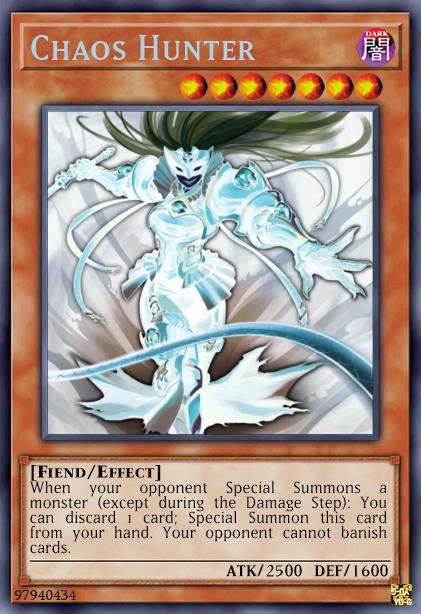 CHAOS HUNTER
DARK
闇
[FIEND/EFFECT]
When your opponent Special Summons a
monster (except during the Damage Step): You
can discard 1 card; Special Summon this card
from your hand. Your opponent cannot banish
cards.
ATK/2500 DEF/1600
97940434